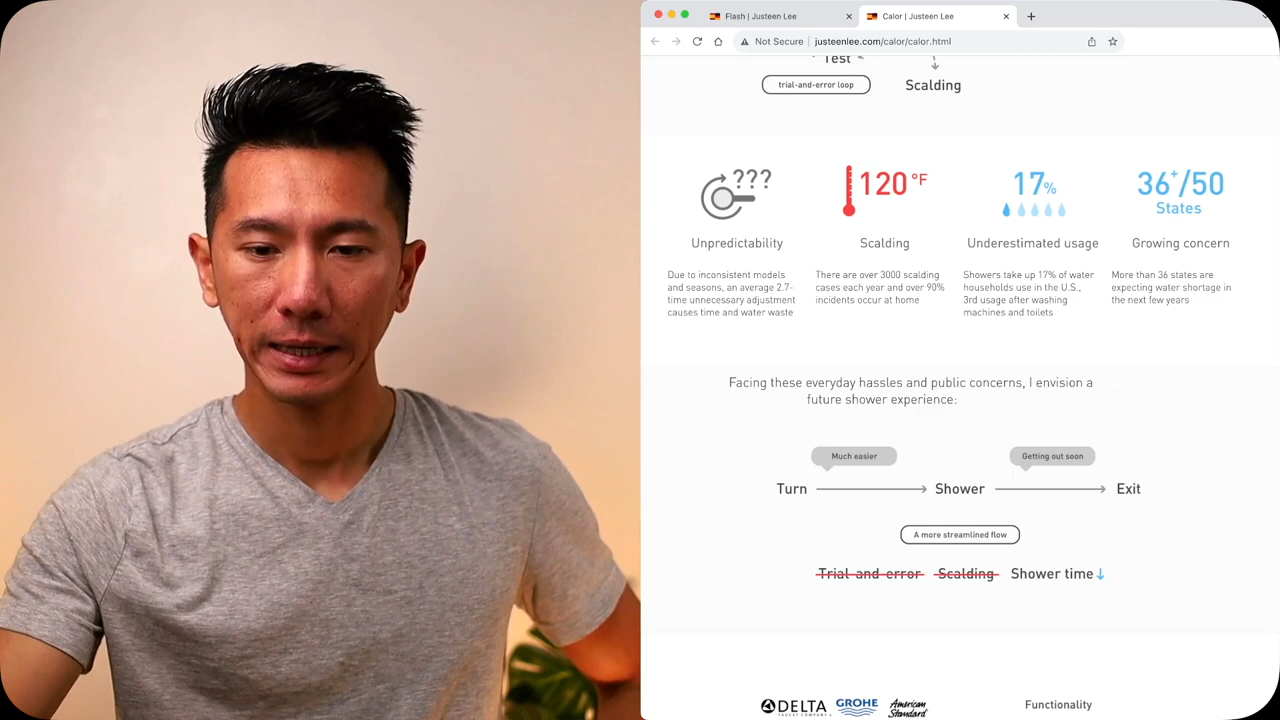 Flash | Justeen Lee
Calor | Justeen Lee
Not Secure
justeenlee.com/calor/calor.html
Test
trial-and-error loop
Scalding
???
120 °F
17%
36+/50
States
Unpredictability
Scalding
Underestimated usage
Growing concern
Due to inconsistent models
and seasons, an average 2.7-
time unnecessary adjustment
causes time and water waste
There are over 3000 scalding
cases each year and over 90%
incidents occur at home
Showers take up 17% of water
households use in the U.S.,
3rd usage after washing
machines and toilets
More than 36 states are
expecting water shortage in
the next few years
Facing these everyday hassles and public concerns, I envision a
future shower experience:
Much easier
Getting out soon
Turn
Shower
Exit
A more streamlined flow
Trial-and-error
Scalding
Shower time↓
DELTA
TRUST COMPANY
GROHE
American
Standard
Functionality